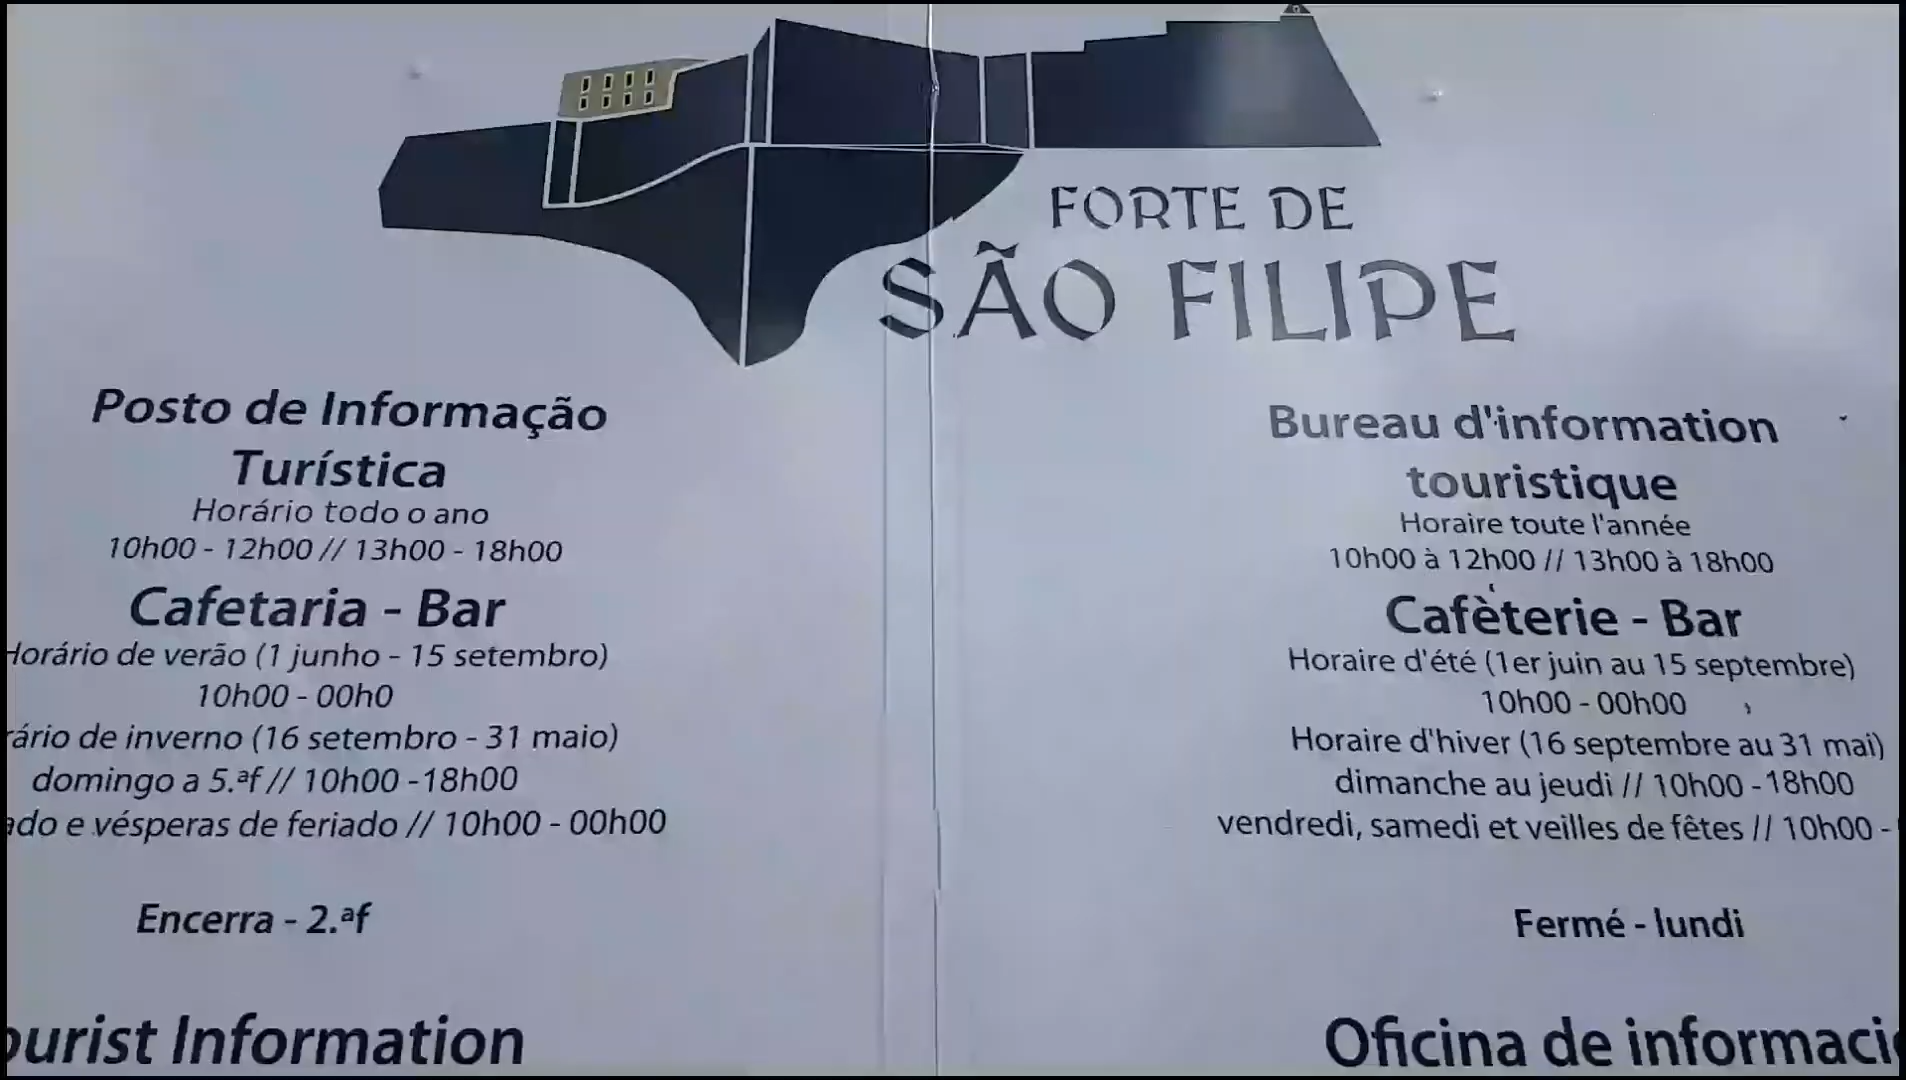 FORTE DE
SÃO FILIPE
Posto de Informação
Turística
Horário todo o ano
10h00 - 12h00 // 13h00 - 18h00
Cafetaria - Bar
Horário de verão (1 junho - 15 setembro)
10h00 - 00h0
rário de inverno (16 setembro - 31 maio)
domingo a 5.ªf // 10h00 -18h00
ado e vésperas de feriado // 10h00 - 00h00
Encerra - 2.ªf
ourist Information
Bureau d'information
touristique
Horaire toute l'année
10h00 à 12h00 // 13h00 à 18h00
Cafèterie - Bar
Horaire d'été (1er juin au 15 septembre)
10h00 - 00h00
Horaire d'hiver (16 septembre au 31 mai)
dimanche au jeudi // 10h00 - 18h00
vendredi, samedi et veilles de fêtes // 10h00 -
Fermé - lundi
Oficina de informaci